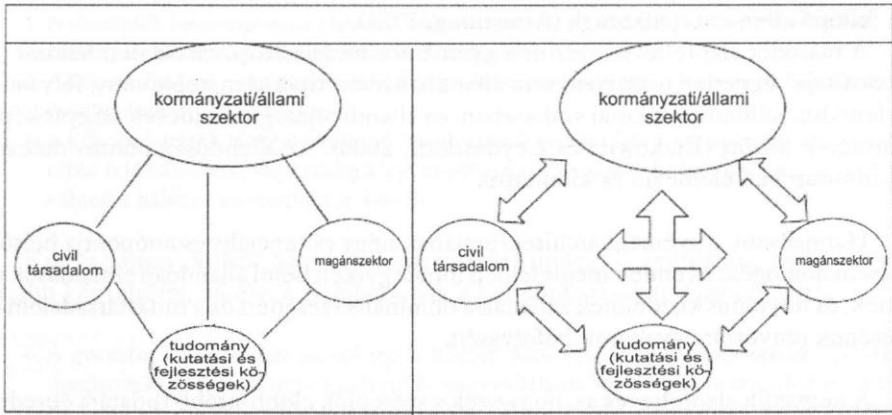 kormányzati/állami
szektor
civil
társadalom
magánszektor
tudomány
(kutatási és
fejlesztési kö-
zösségek)
kormányzati/állami
szektor
civil
társadalom
magánszektor
tudomány
(kutatási és
fejlesztési kö-
zösségek)